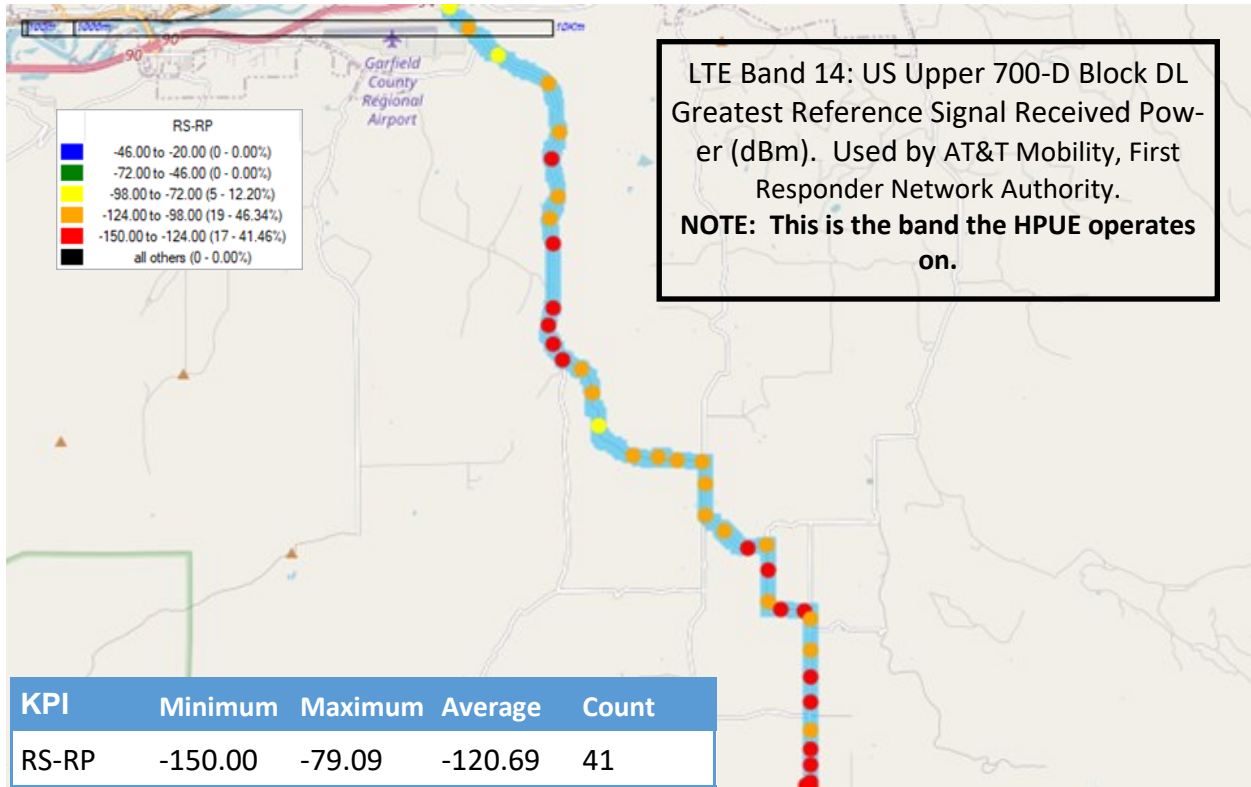 100m 1000m 10Km
90
90
90
Garfield
County
Regional
Airport
LTE Band 14: US Upper 700-D Block DL
Greatest Reference Signal Received Pow-
er (dBm).  Used by AT&T Mobility, First
Responder Network Authority.
NOTE:  This is the band the HPUE operates
on.
RS-RP
-46.00 to -20.00 (0 - 0.00%)
-72.00 to -46.00 (0 - 0.00%)
-98.00 to -72.00 (5 - 12.20%)
-124.00 to -98.00 (19 - 46.34%)
-150.00 to -124.00 (17 - 41.46%)
all others (0 - 0.00%)
KPI Minimum Maximum Average Count
RS-RP -150.00 -79.09 -120.69 41